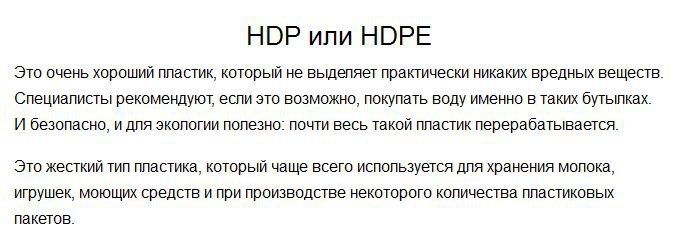 HDP или HDPE
Это очень хороший пластик, который не выделяет практически никаких вредных веществ.
Специалисты рекомендуют, если это возможно, покупать воду именно в таких бутылках.
И безопасно, и для экологии полезно: почти весь такой пластик перерабатывается.
Это жесткий тип пластика, который чаще всего используется для хранения молока,
игрушек, моющих средств и при производстве некоторого количества пластиковых
пакетов.